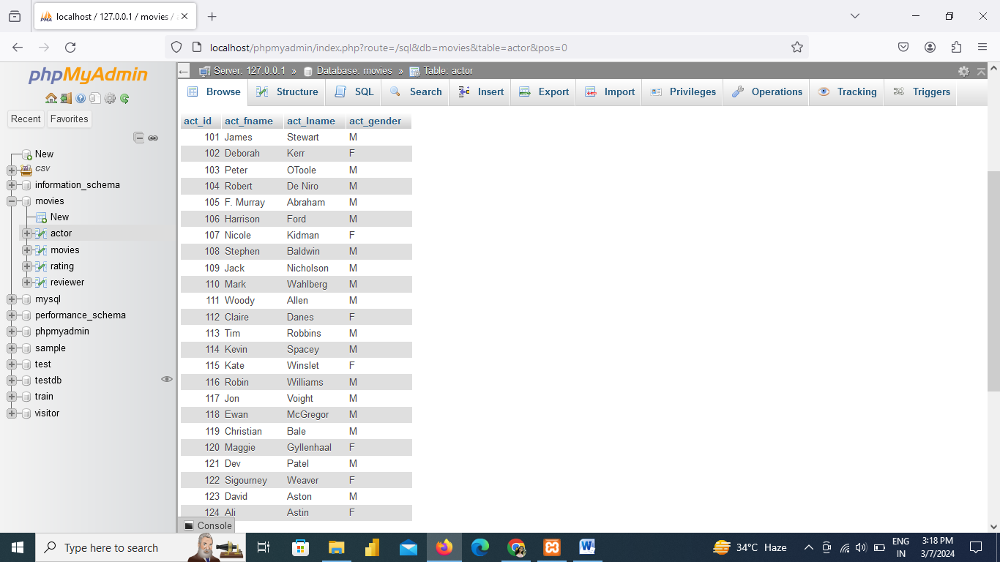 localhost / 127.0.0.1 / movies /
localhost/phpmyadmin/index.php?route=/sql&db=movies&table=actor&pos=0
phpMyAdmin
Recent Favorites
New
csv
information_schema
movies
New
actor
movies
rating
reviewer
mysql
performance_schema
phpmyadmin
sample
test
testdb
train
visitor
Server: 127.0.0.1 » Database: movies » Table: actor
Browse Structure SQL Search Insert Export Import Privileges Operations Tracking Triggers
act_id act_fname act_lname act_gender
101 James Stewart M
102 Deborah Kerr F
103 Peter OToole M
104 Robert De Niro M
105 F. Murray Abraham M
106 Harrison Ford M
107 Nicole Kidman F
108 Stephen Baldwin M
109 Jack Nicholson M
110 Mark Wahlberg M
111 Woody Allen M
112 Claire Danes F
113 Tim Robbins M
114 Kevin Spacey M
115 Kate Winslet F
116 Robin Williams M
117 Jon Voight M
118 Ewan McGregor M
119 Christian Bale M
120 Maggie Gyllenhaal F
121 Dev Patel M
122 Sigourney Weaver F
123 David Aston M
124 Ali Astin F
Console
Type here to search
34°C Haze
ENG
IN
3:18 PM
3/7/2024